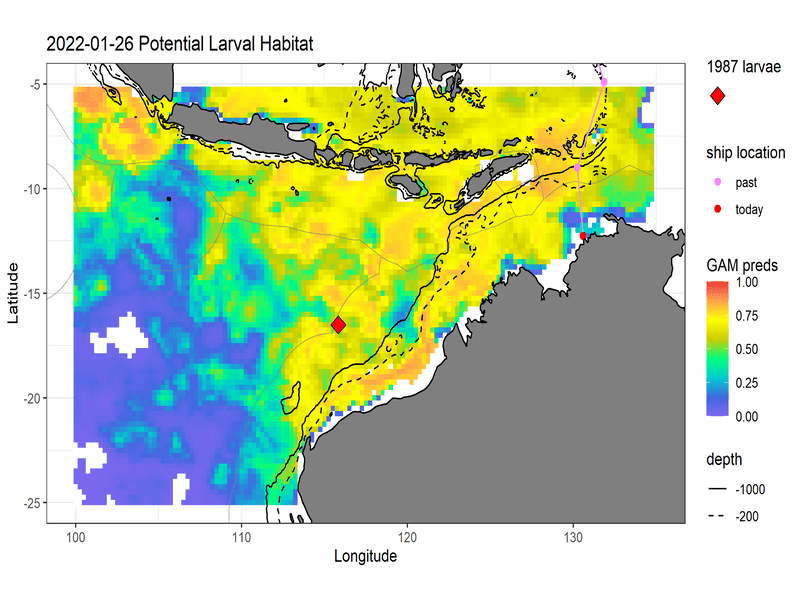 2022-01-26 Potential Larval Habitat
-5
-10
-15
-20
-25
Latitude
100
110
120
130
Longitude
1987 larvae
ship location
past
today
GAM preds
1.00
0.75
0.50
0.25
0.00
depth
-1000
-200